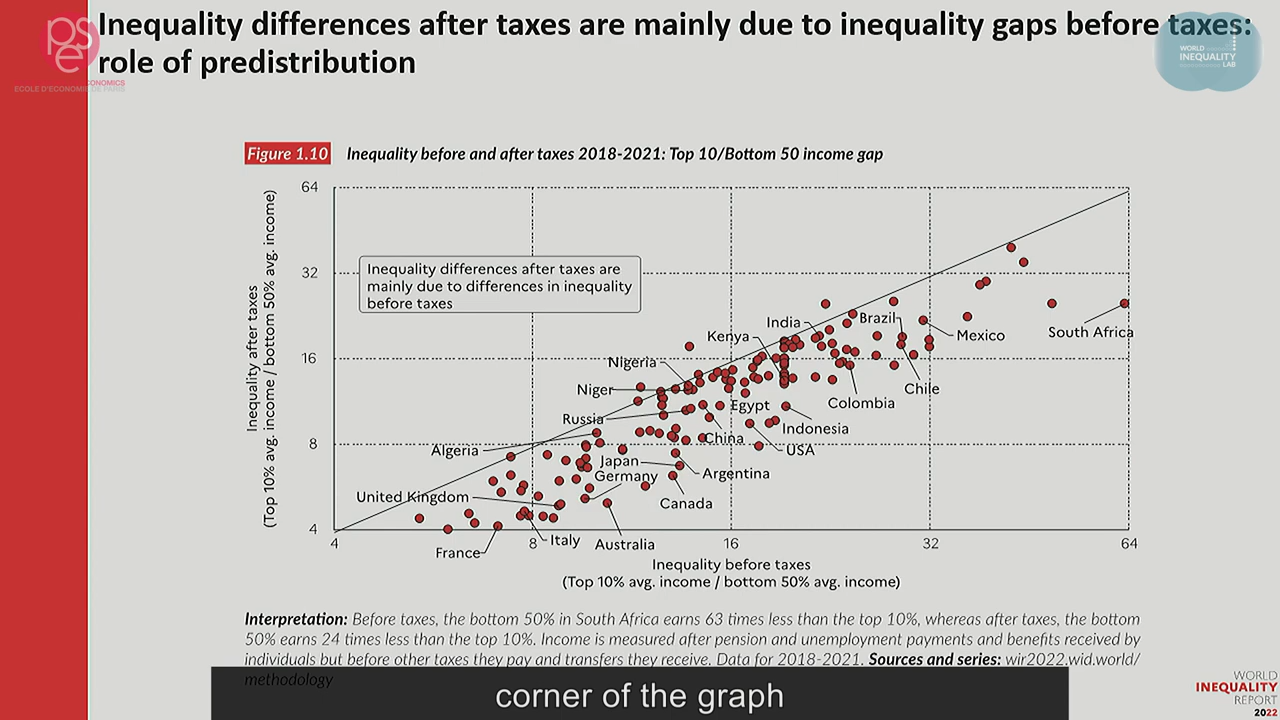 Inequality differences after taxes are mainly due to inequality gaps before taxes:
role of predistribution
pse
ECONOMICS
ECOLE D'ECONOMIE DE PARIS
WORLD
INEQUALITY
LAB
Figure 1.10 Inequality before and after taxes 2018-2021: Top 10/Bottom 50 income gap
Inequality after taxes
(Top 10% avg. income / bottom 50% avg. income)
64
32
16
8
4
Inequality differences after taxes are
mainly due to differences in inequality
before taxes
India
Brazil
Kenya
Mexico
South Africa
Nigeria
Niger
Chile
Egypt
Colombia
Russia
Indonesia
China
USA
Algeria
Japan
Argentina
Germany
United Kingdom
Canada
France
Italy
Australia
4 8 16 32 64
Inequality before taxes
(Top 10% avg. income / bottom 50% avg. income)
Interpretation: Before taxes, the bottom 50% in South Africa earns 63 times less than the top 10%, whereas after taxes, the bottom
50% earns 24 times less than the top 10%. Income is measured after pension and unemployment payments and benefits received by
individuals but before other taxes they pay and transfers they receive. Data for 2018-2021. Sources and series: wir2022.wid.world/
methodology
corner of the graph
WORLD
INEQUALITY
REPORT
2022